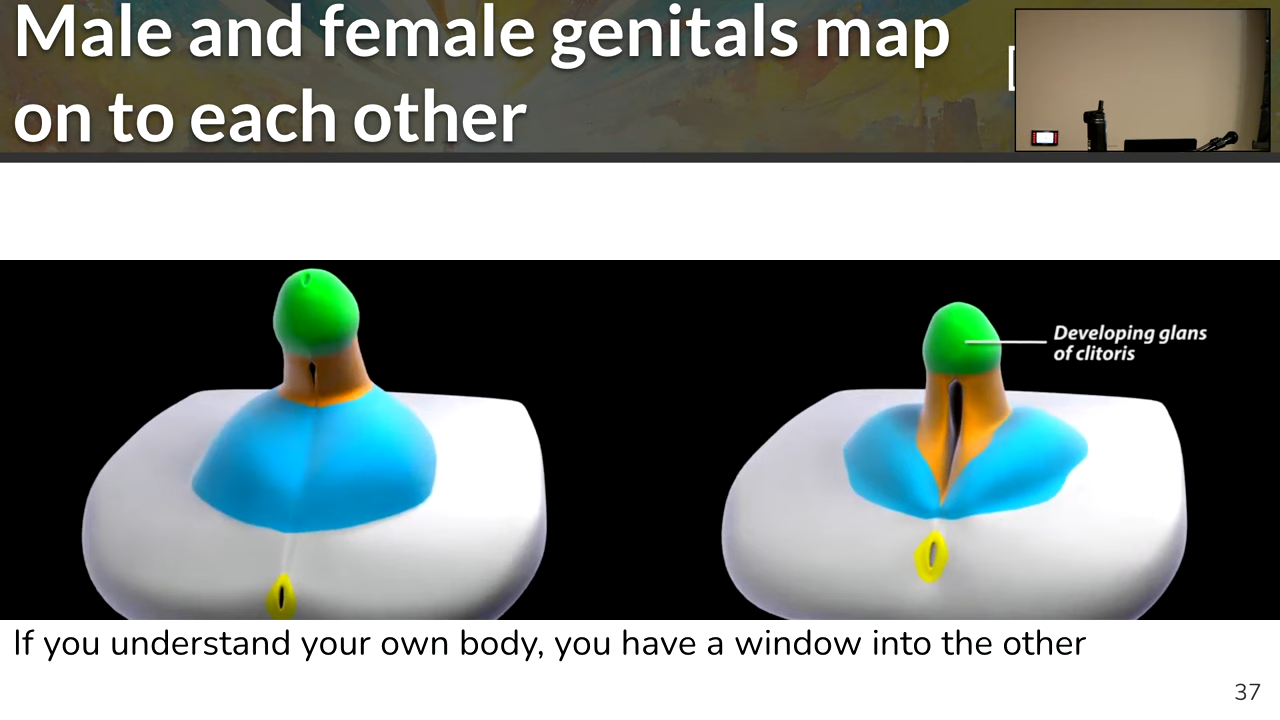 Male and female genitals map
on to each other
Developing glans
of clitoris
If you understand your own body, you have a window into the other
37